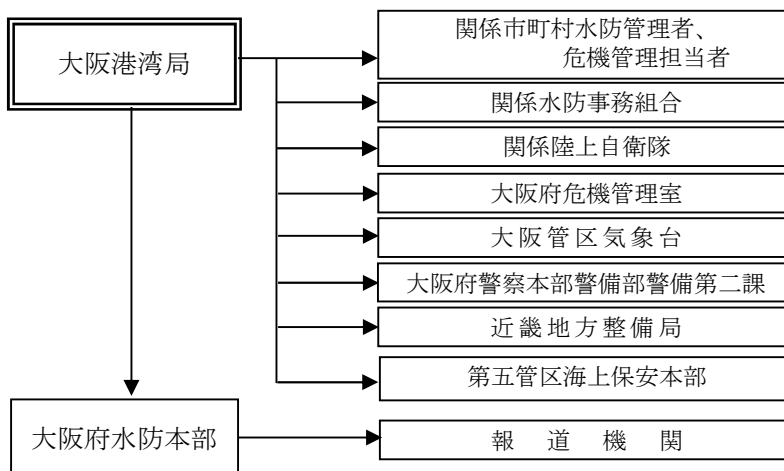 大阪港湾局
関係市町村水防管理者、
危機管理担当者
関係水防事務組合
関係陸上自衛隊
大阪府危機管理室
大阪管区気象台
大阪府警察本部警備部警備第二課
近畿地方整備局
第五管区海上保安本部
大阪府水防本部
報道機関